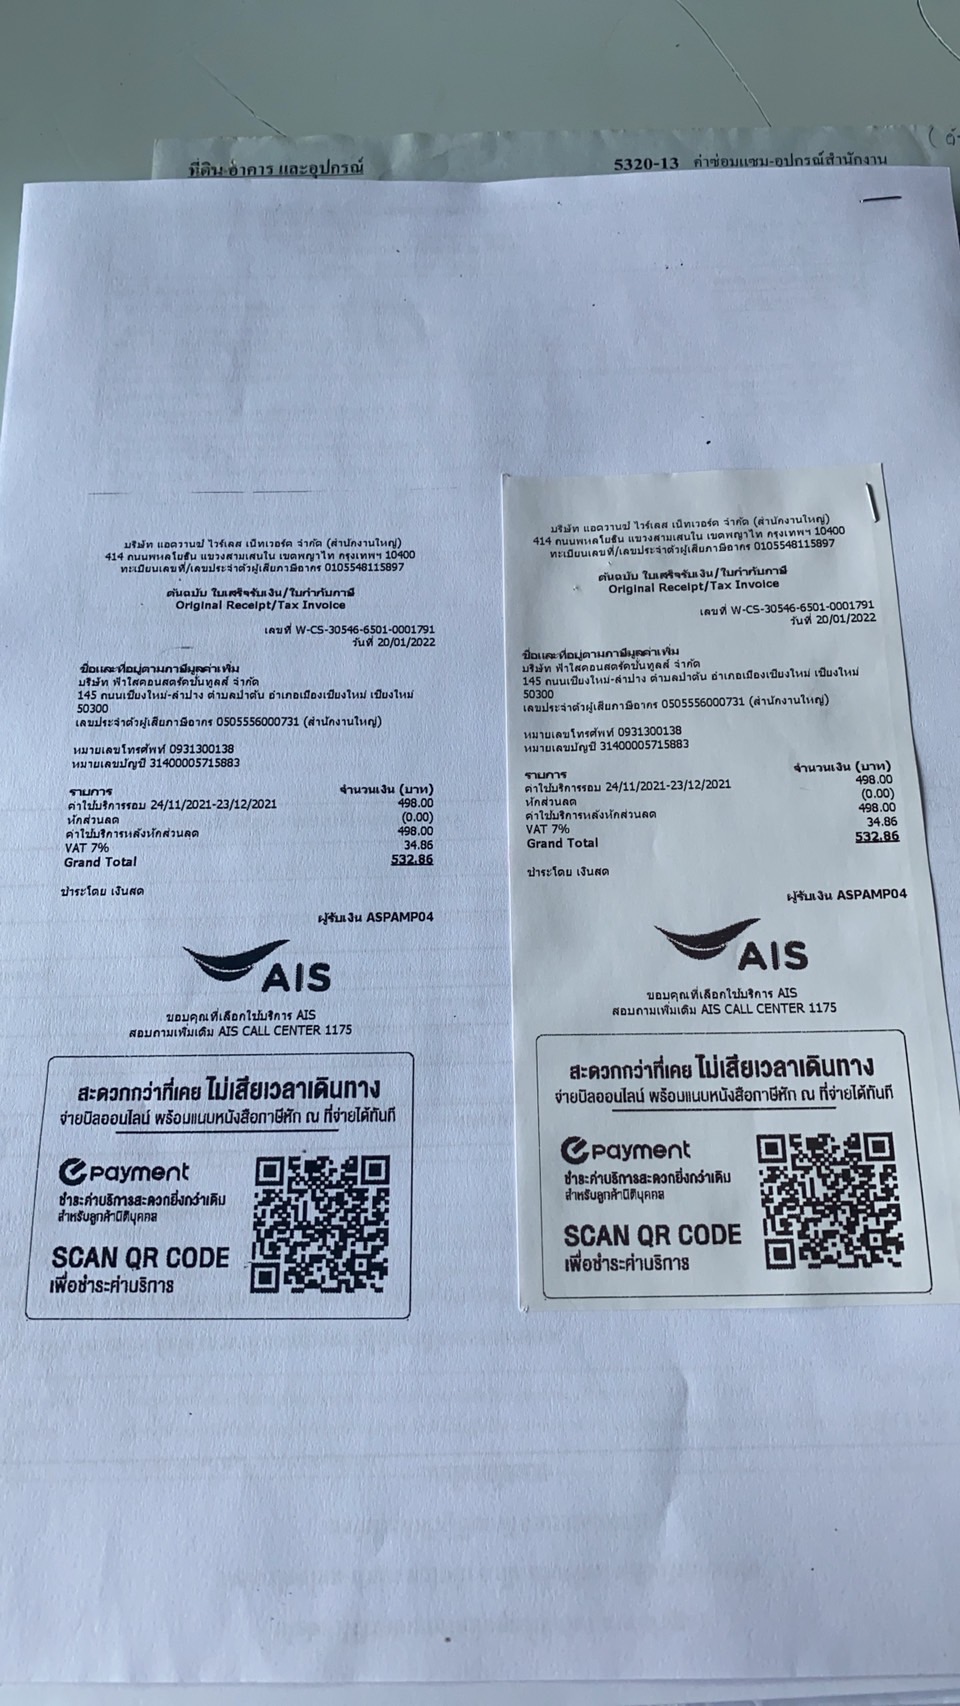 ที่ดิน อาคาร และอุปกรณ์
5320-13 ค่าซ่อมแซม-อุปกรณ์สำนักงาน
บริษัท แอดวานซ์ ไวร์เลส เน็ทเวอร์ค จำกัด (สำนักงานใหญ่)
414 ถนนพหลโยธิน แขวงสามเสนใน เขตพญาไท กรุงเทพฯ 10400
ทะเบียนเลขที่/เลขประจำตัวผู้เสียภาษีอากร 0105548115897
ต้นฉบับ ใบเสร็จรับเงิน/ใบกำกับภาษี
Original Receipt/Tax Invoice
เลขที่ W-CS-30546-6501-0001791
วันที่ 20/01/2022
ชื่อและที่อยู่ตามภาษีมูลค่าเพิ่ม
บริษัท ฟ้าใสคอนสตรัคชั่นทูลส์ จำกัด
145 ถนนเชียงใหม่-ลำปาง ตำบลป่าตัน อำเภอเมืองเชียงใหม่ เชียงใหม่
50300
เลขประจำตัวผู้เสียภาษีอากร 0505556000731 (สำนักงานใหญ่)
หมายเลขโทรศัพท์ 0931300138
หมายเลขบัญชี 31400005715883
รายการ จำนวนเงิน (บาท)
ค่าใช้บริการรอบ 24/11/2021-23/12/2021 498.00
หักส่วนลด (0.00)
ค่าใช้บริการหลังหักส่วนลด 498.00
VAT 7% 34.86
Grand Total 532.86
ชำระโดย เงินสด
ผู้รับเงิน ASPAMP04
AIS
ขอบคุณที่เลือกใช้บริการ AIS
สอบถามเพิ่มเติม AIS CALL CENTER 1175
สะดวกกว่าที่เคย ไม่เสียเวลาเดินทาง
จ่ายบิลออนไลน์ พร้อมแนบหนังสือภาษีหัก ณ ที่จ่ายได้ทันที
epayment
ชำระค่าบริการสะดวกยิ่งกว่าเดิม
สำหรับลูกค้านิติบุคคล
SCAN QR CODE
เพื่อชำระค่าบริการ
บริษัท แอดวานซ์ ไวร์เลส เน็ทเวอร์ค จำกัด (สำนักงานใหญ่)
414 ถนนพหลโยธิน แขวงสามเสนใน เขตพญาไท กรุงเทพฯ 10400
ทะเบียนเลขที่/เลขประจำตัวผู้เสียภาษีอากร 0105548115897
ต้นฉบับ ใบเสร็จรับเงิน/ใบกำกับภาษี
Original Receipt/Tax Invoice
เลขที่ W-CS-30546-6501-0001791
วันที่ 20/01/2022
ชื่อและที่อยู่ตามภาษีมูลค่าเพิ่ม
บริษัท ฟ้าใสคอนสตรัคชั่นทูลส์ จำกัด
145 ถนนเชียงใหม่-ลำปาง ตำบลป่าตัน อำเภอเมืองเชียงใหม่ เชียงใหม่
50300
เลขประจำตัวผู้เสียภาษีอากร 0505556000731 (สำนักงานใหญ่)
หมายเลขโทรศัพท์ 0931300138
หมายเลขบัญชี 31400005715883
รายการ จำนวนเงิน (บาท)
ค่าใช้บริการรอบ 24/11/2021-23/12/2021 498.00
หักส่วนลด (0.00)
ค่าใช้บริการหลังหักส่วนลด 498.00
VAT 7% 34.86
Grand Total 532.86
ชำระโดย เงินสด
ผู้รับเงิน ASPAMP04
AIS
ขอบคุณที่เลือกใช้บริการ AIS
สอบถามเพิ่มเติม AIS CALL CENTER 1175
สะดวกกว่าที่เคย ไม่เสียเวลาเดินทาง
จ่ายบิลออนไลน์ พร้อมแนบหนังสือภาษีหัก ณ ที่จ่ายได้ทันที
epayment
ชำระค่าบริการสะดวกยิ่งกว่าเดิม
สำหรับลูกค้านิติบุคคล
SCAN QR CODE
เพื่อชำระค่าบริการ